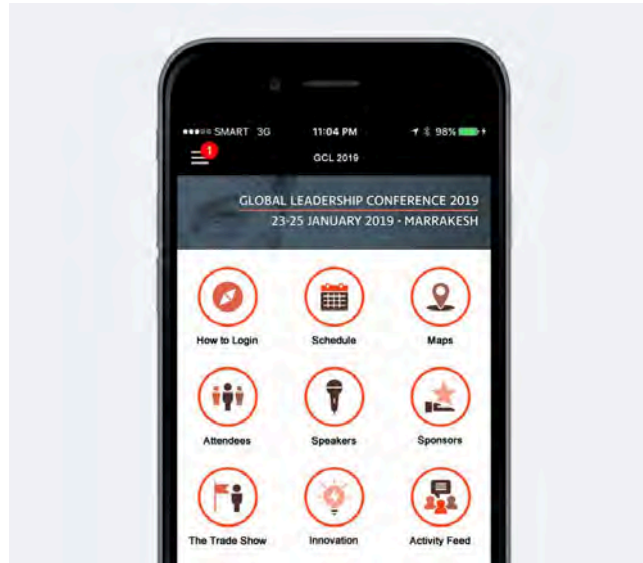 SMART 3G 11:04 PM 98%
1
GCL 2019
GLOBAL LEADERSHIP CONFERENCE 2019
23-25 JANUARY 2019 - MARRAKESH
How to Login Schedule Maps
Attendees Speakers Sponsors
The Trade Show Innovation Activity Feed